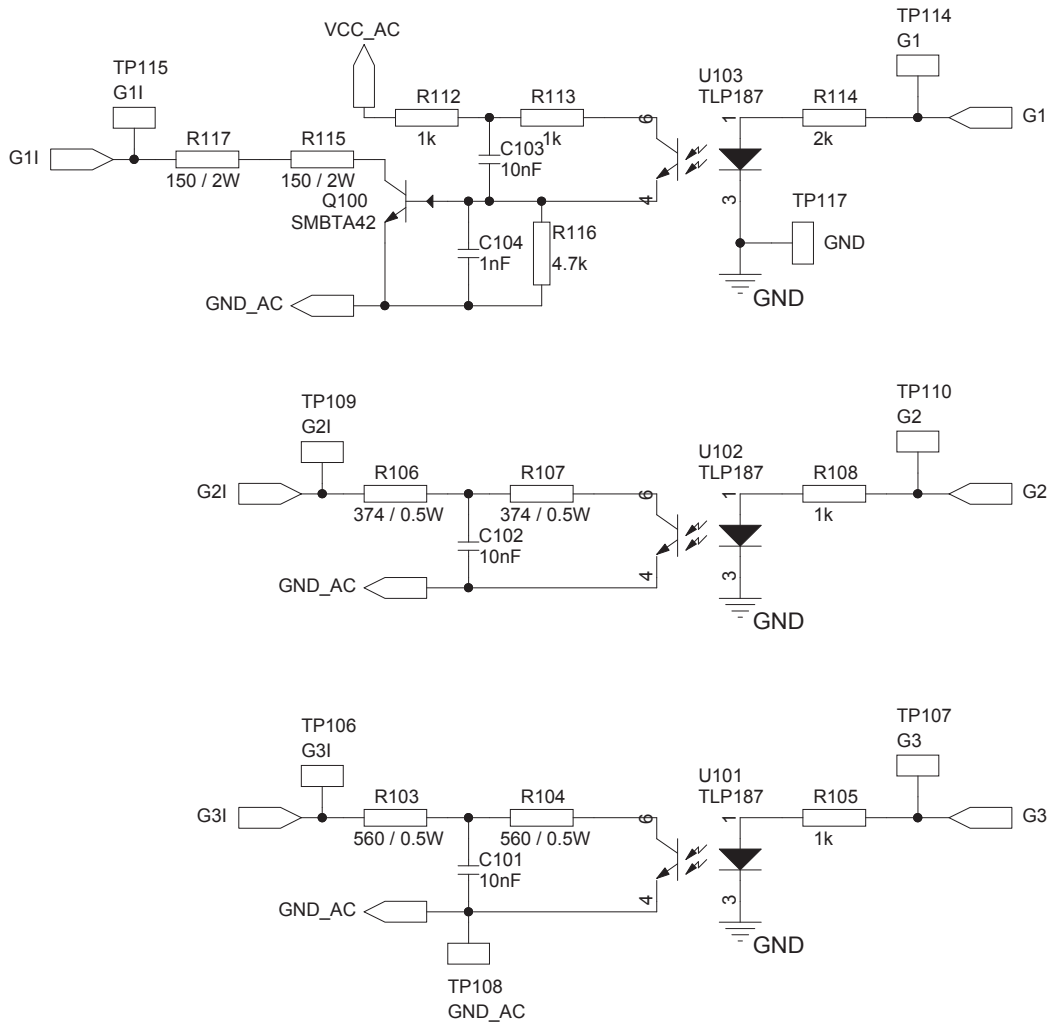 VCC_AC
TP114
G1
TP115
G1I
U103
TLP187
R112
1k
R113
1k
6
1
R114
2k
G1
G1I
R117
150 / 2W
R115
150 / 2W
C103
10nF
Q100
SMBTA42
4
3
TP117
GND
C104
1nF
R116
4.7k
GND_AC
GND
TP109
G2I
TP110
G2
U102
TLP187
G2I
R106
374 / 0.5W
R107
374 / 0.5W
6
1
R108
1k
G2
C102
10nF
4
3
GND_AC
GND
TP106
G3I
TP107
G3
U101
TLP187
G3I
R103
560 / 0.5W
R104
560 / 0.5W
6
1
R105
1k
G3
C101
10nF
4
3
GND_AC
GND
TP108
GND_AC